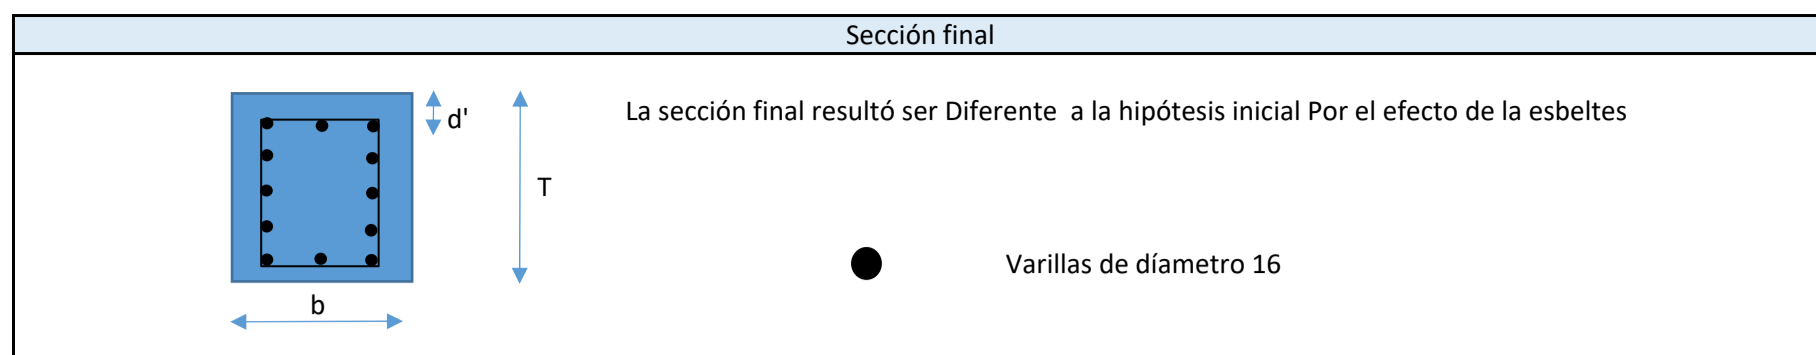 Sección final
d'
La sección final resultó ser Diferente  a la hipótesis inicial Por el efecto de la esbeltes
T
Varillas de díametro 16
b